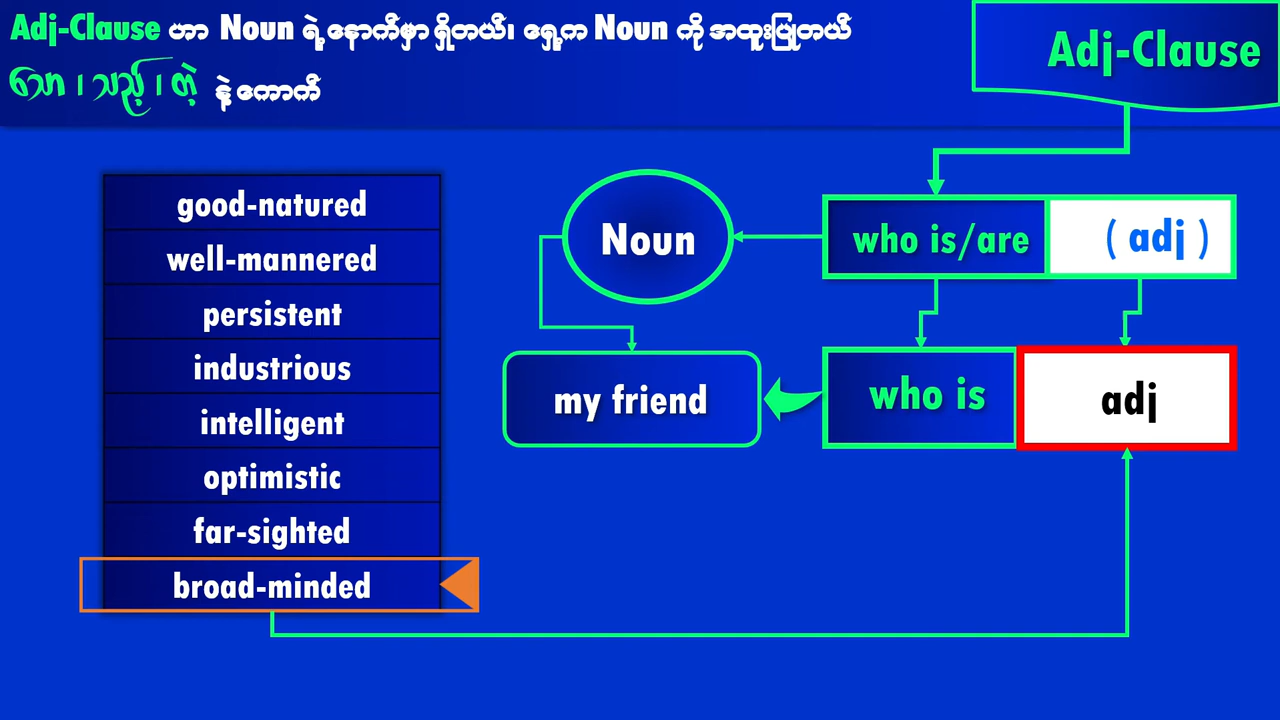 Adj-Clause ဟာ Noun ရဲ့နောက်မှာ ရှိတယ်၊ ရှေ့က Noun ကို အထူးပြုတယ်
သော ၊ သည့် ၊ တဲ့ နဲ့ ကောက်
Adj-Clause
good-natured
well-mannered
persistent
industrious
intelligent
optimistic
far-sighted
broad-minded
Noun
who is/are
( adj )
my friend
who is
adj